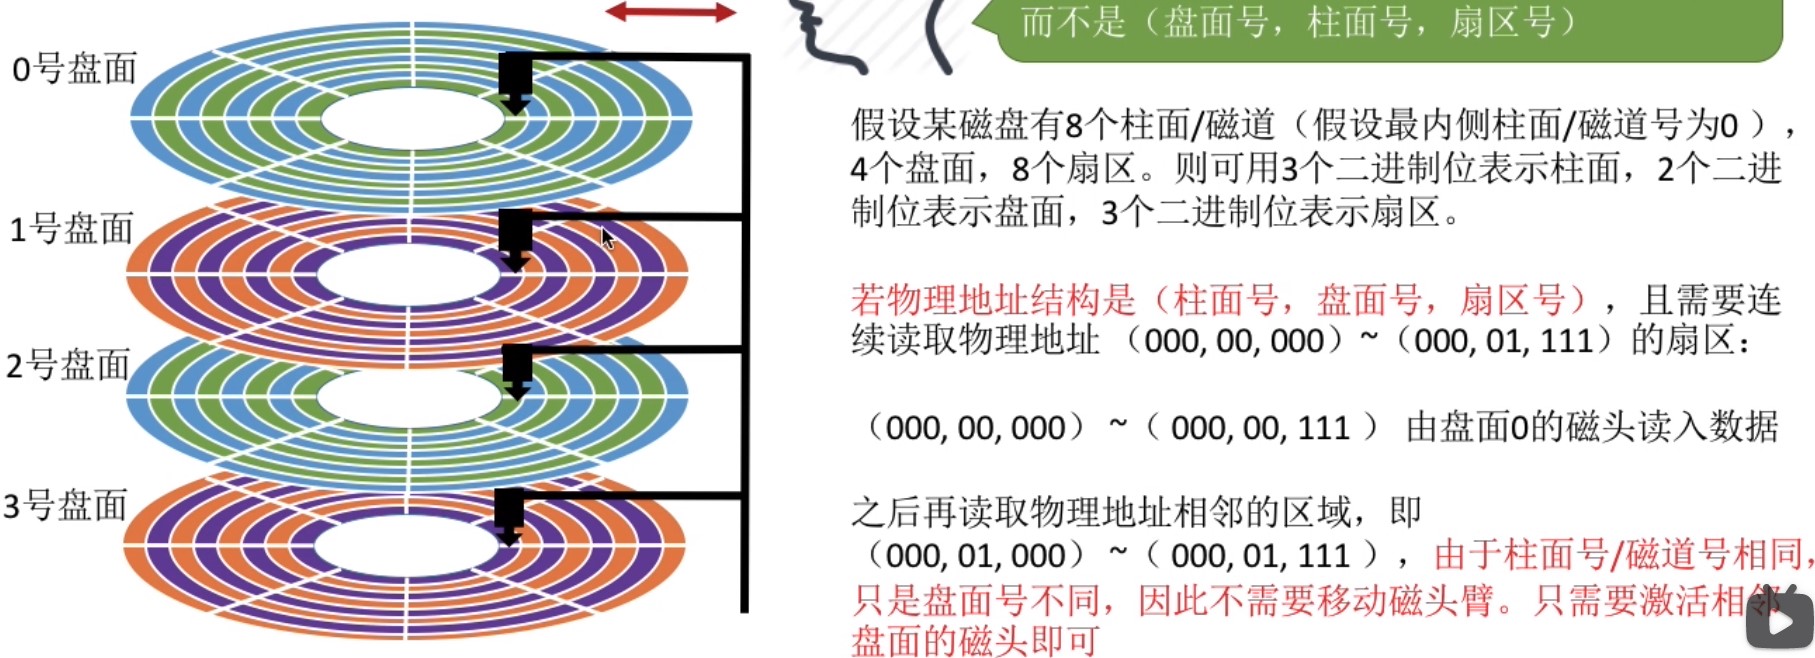 而不是（盘面号，柱面号，扇区号）
0号盘面
1号盘面
2号盘面
3号盘面
假设某磁盘有8个柱面/磁道（假设最内侧柱面/磁道号为0 ），
4个盘面，8个扇区。则可用3个二进制位表示柱面，2个二进
制位表示盘面，3个二进制位表示扇区。
若物理地址结构是（柱面号，盘面号，扇区号），且需要连
续读取物理地址 （000, 00, 000）~（000, 01, 111）的扇区：
（000, 00, 000） ~（ 000, 00, 111 ） 由盘面0的磁头读入数据
之后再读取物理地址相邻的区域，即
（000, 01, 000） ~（ 000, 01, 111 ），由于柱面号/磁道号相同，
只是盘面号不同，因此不需要移动磁头臂。只需要激活相邻
盘面的磁头即可